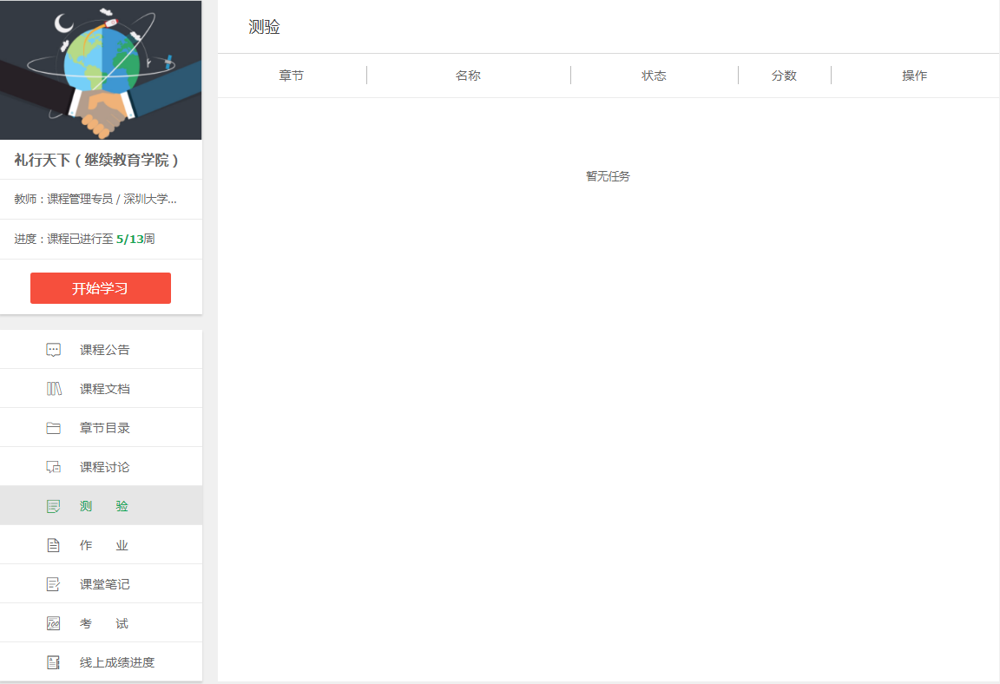 礼行天下（继续教育学院）
教师：课程管理专员 / 深圳大学...
进度：课程已进行至 5/13周
开始学习
课程公告
课程文档
章节目录
课程讨论
测 验
作 业
课堂笔记
考 试
线上成绩进度
测验
章节 名称 状态 分数 操作
暂无任务